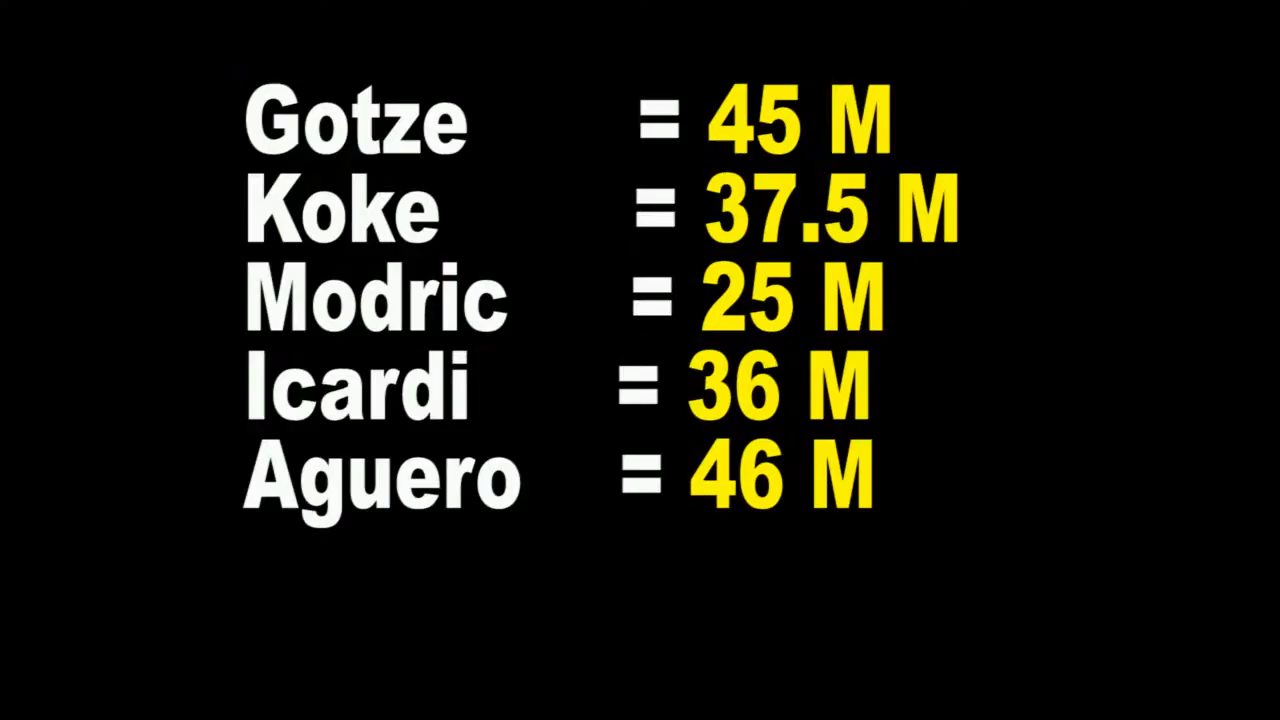 Gotze = 45 M
Koke = 37.5 M
Modric = 25 M
Icardi = 36 M
Aguero = 46 M